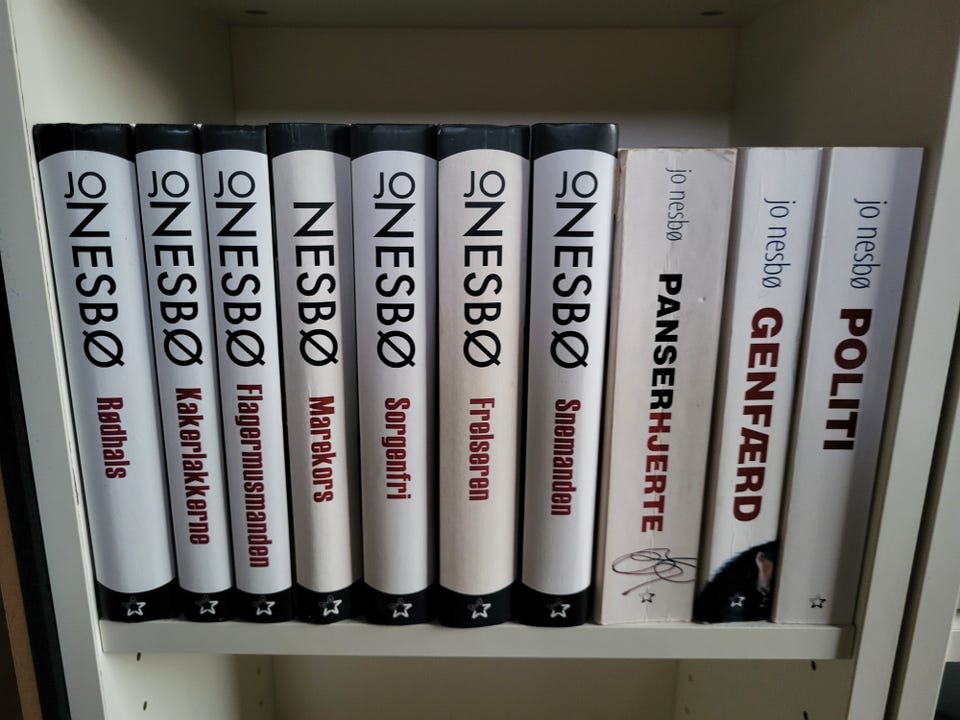 JO NESBØ Rødhals
JO NESBØ Kakerlakkerne
JO NESBØ Flagermusmanden
NESBØ Marekors
JO NESBØ Sorgenfri
JO NESBØ Frelseren
JO NESBØ Snemanden
jo nesbø PANSERHJERTE
jo nesbø GENFÆRD
jo nesbø POLITI